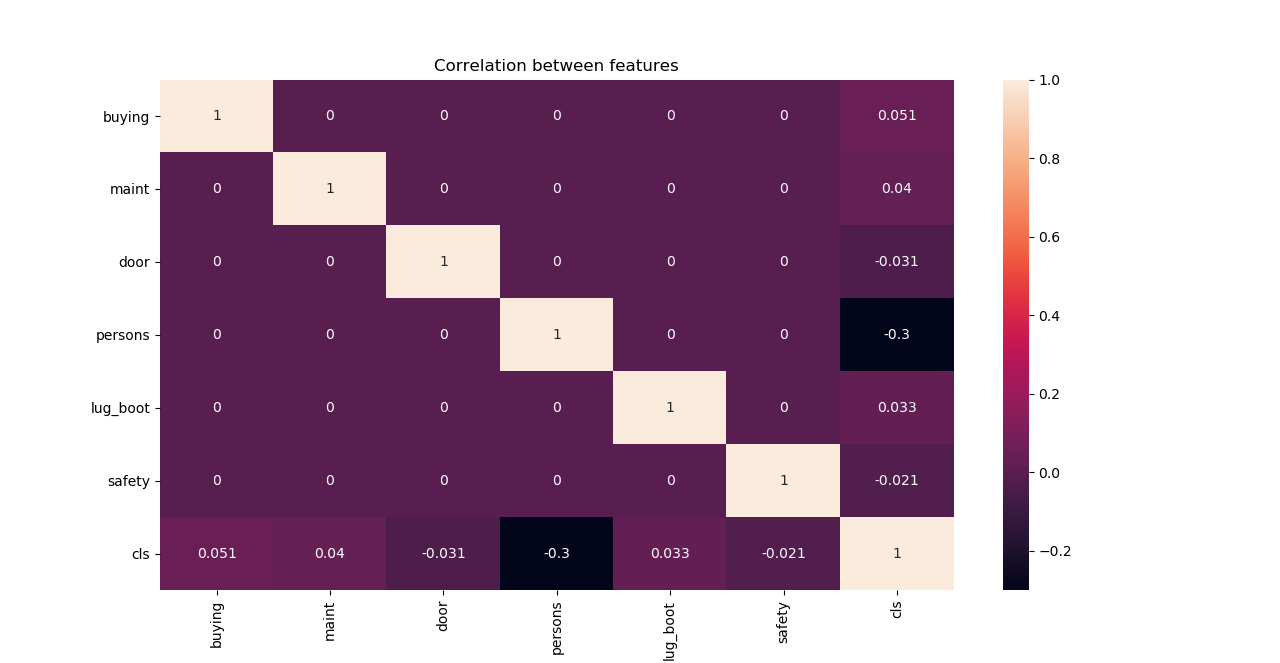 Correlation between features
buying 1 0 0 0 0 0 0.051
maint 0 1 0 0 0 0 0.04
door 0 0 1 0 0 0 -0.031
persons 0 0 0 1 0 0 -0.3
lug_boot 0 0 0 0 1 0 0.033
safety 0 0 0 0 0 1 -0.021
cls 0.051 0.04 -0.031 -0.3 0.033 -0.021 1
buying maint door persons lug_boot safety cls
1.0
0.8
0.6
0.4
0.2
0.0
−0.2